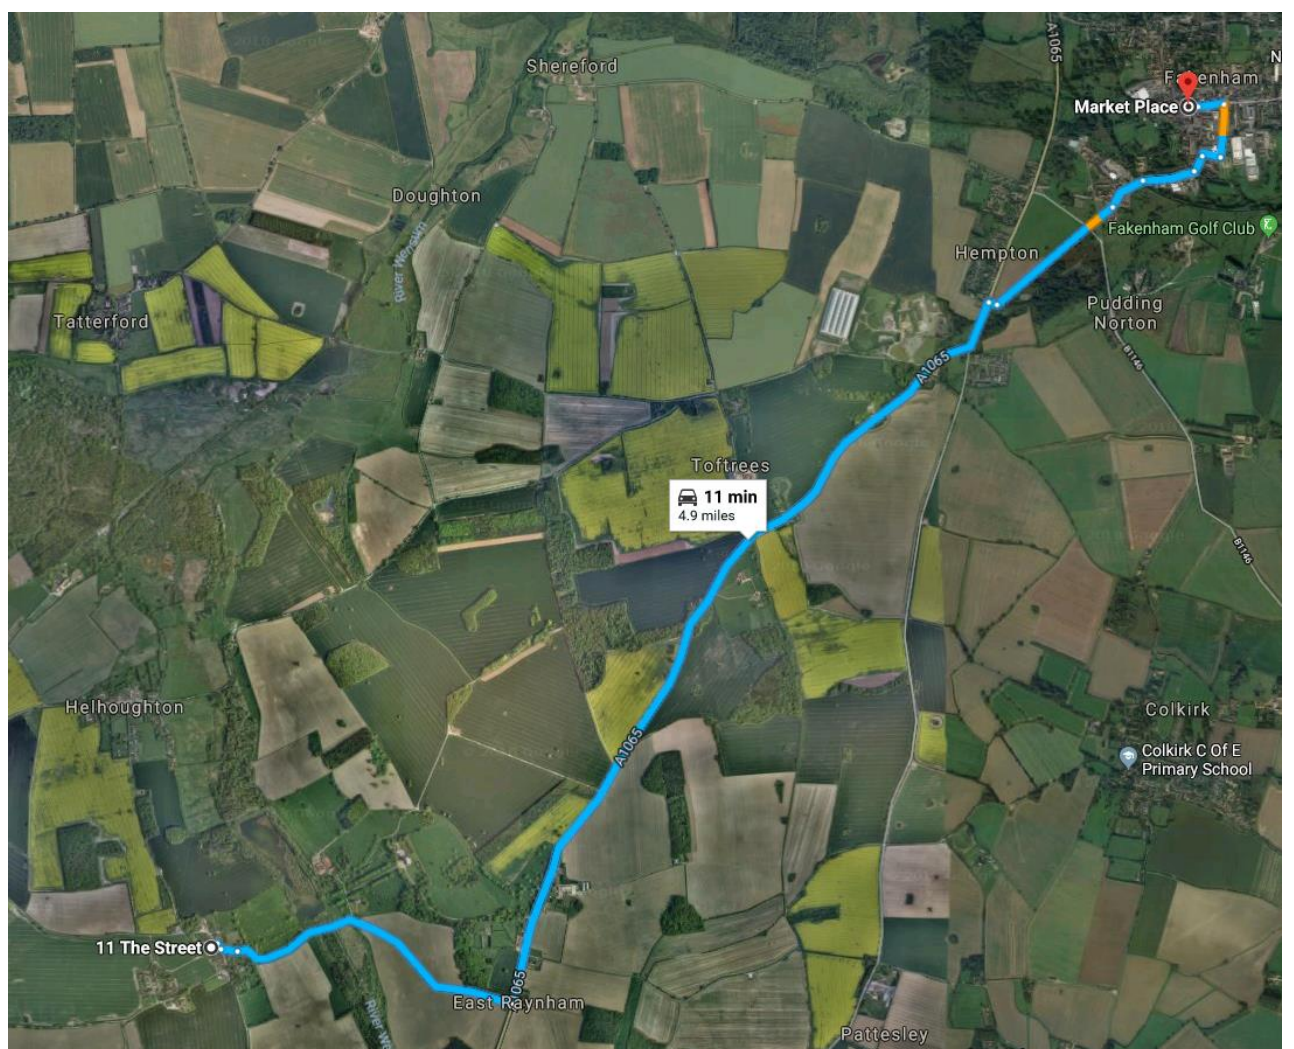 Shereford
A1065
N
Fakenham
Market Place
Doughton
River Wensum
Fakenham Golf Club
Hempton
Tatterford
Pudding
Norton
A1065
B1146
Toftrees
11 min
4.9 miles
B1146
Helhoughton
Colkirk
A1065
Colkirk C Of E
Primary School
11 The Street
A1065
East Raynham
River We
Pattesley